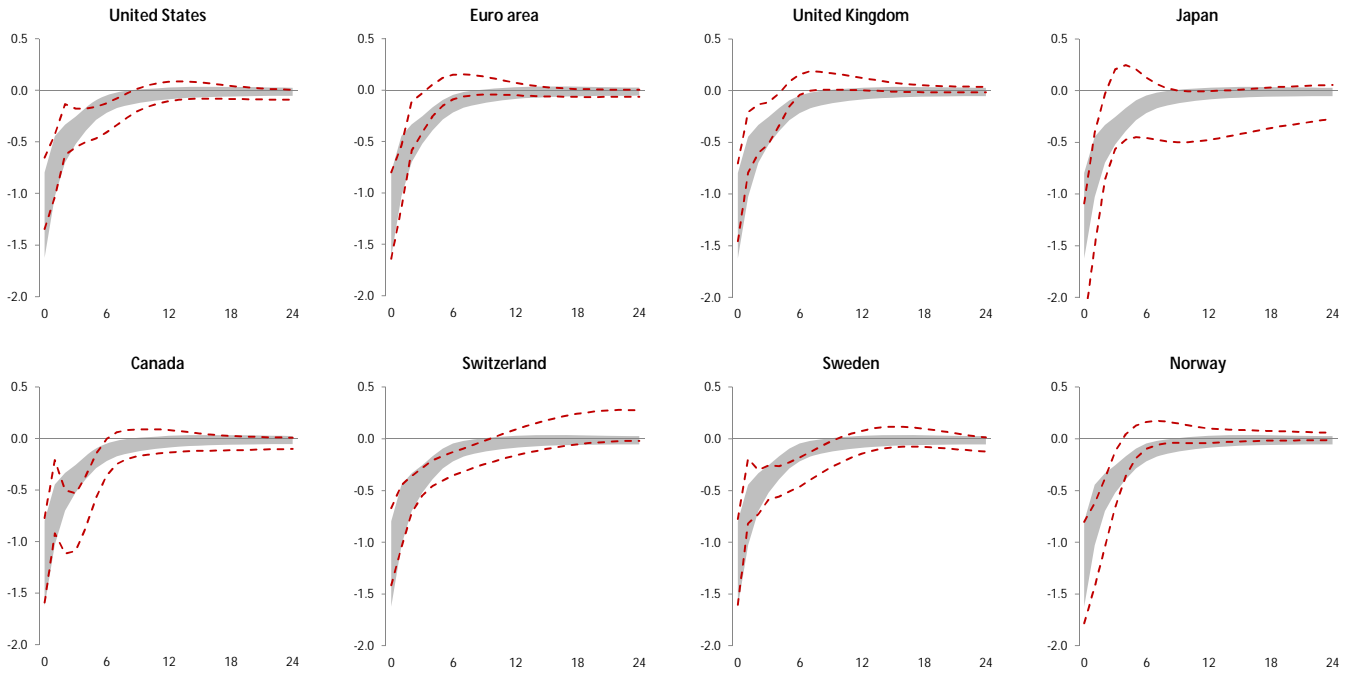 United States Euro area United Kingdom Japan
0.5 0.5 0.5 0.5
0.0 0.0 0.0 0.0
-0.5 -0.5 -0.5 -0.5
-1.0 -1.0 -1.0 -1.0
-1.5 -1.5 -1.5 -1.5
-2.0 -2.0 -2.0 -2.0
0 6 12 18 24 0 6 12 18 24 0 6 12 18 24 0 6 12 18 24
Canada Switzerland Sweden Norway
0.5 0.5 0.5 0.5
0.0 0.0 0.0 0.0
-0.5 -0.5 -0.5 -0.5
-1.0 -1.0 -1.0 -1.0
-1.5 -1.5 -1.5 -1.5
-2.0 -2.0 -2.0 -2.0
0 6 12 18 24 0 6 12 18 24 0 6 12 18 24 0 6 12 18 24